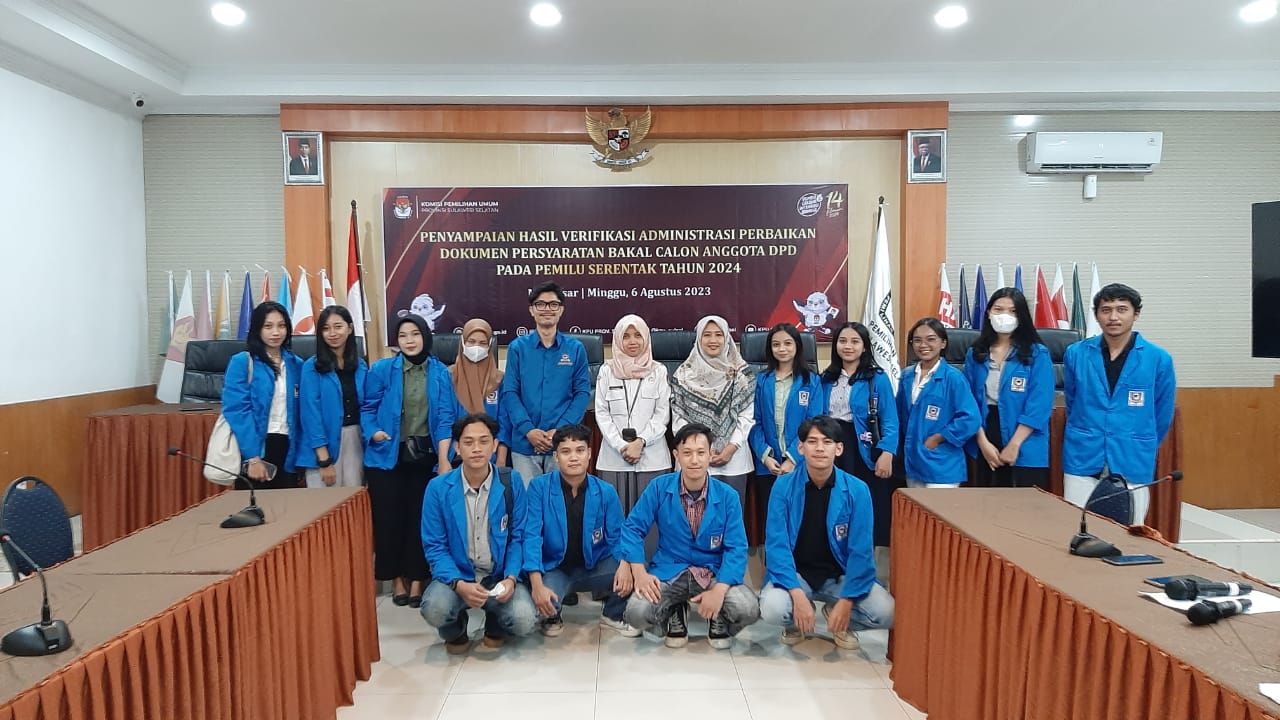 KOMISI PEMILIHAN UMUM
PROVINSI SULAWESI SELATAN
14
PENYAMPAIAN HASIL VERIFIKASI ADMINISTRASI PERBAIKAN
DOKUMEN PERSYARATAN BAKAL CALON ANGGOTA DPD
PADA PEMILU SERENTAK TAHUN 2024
| Minggu, 6 Agustus 2023